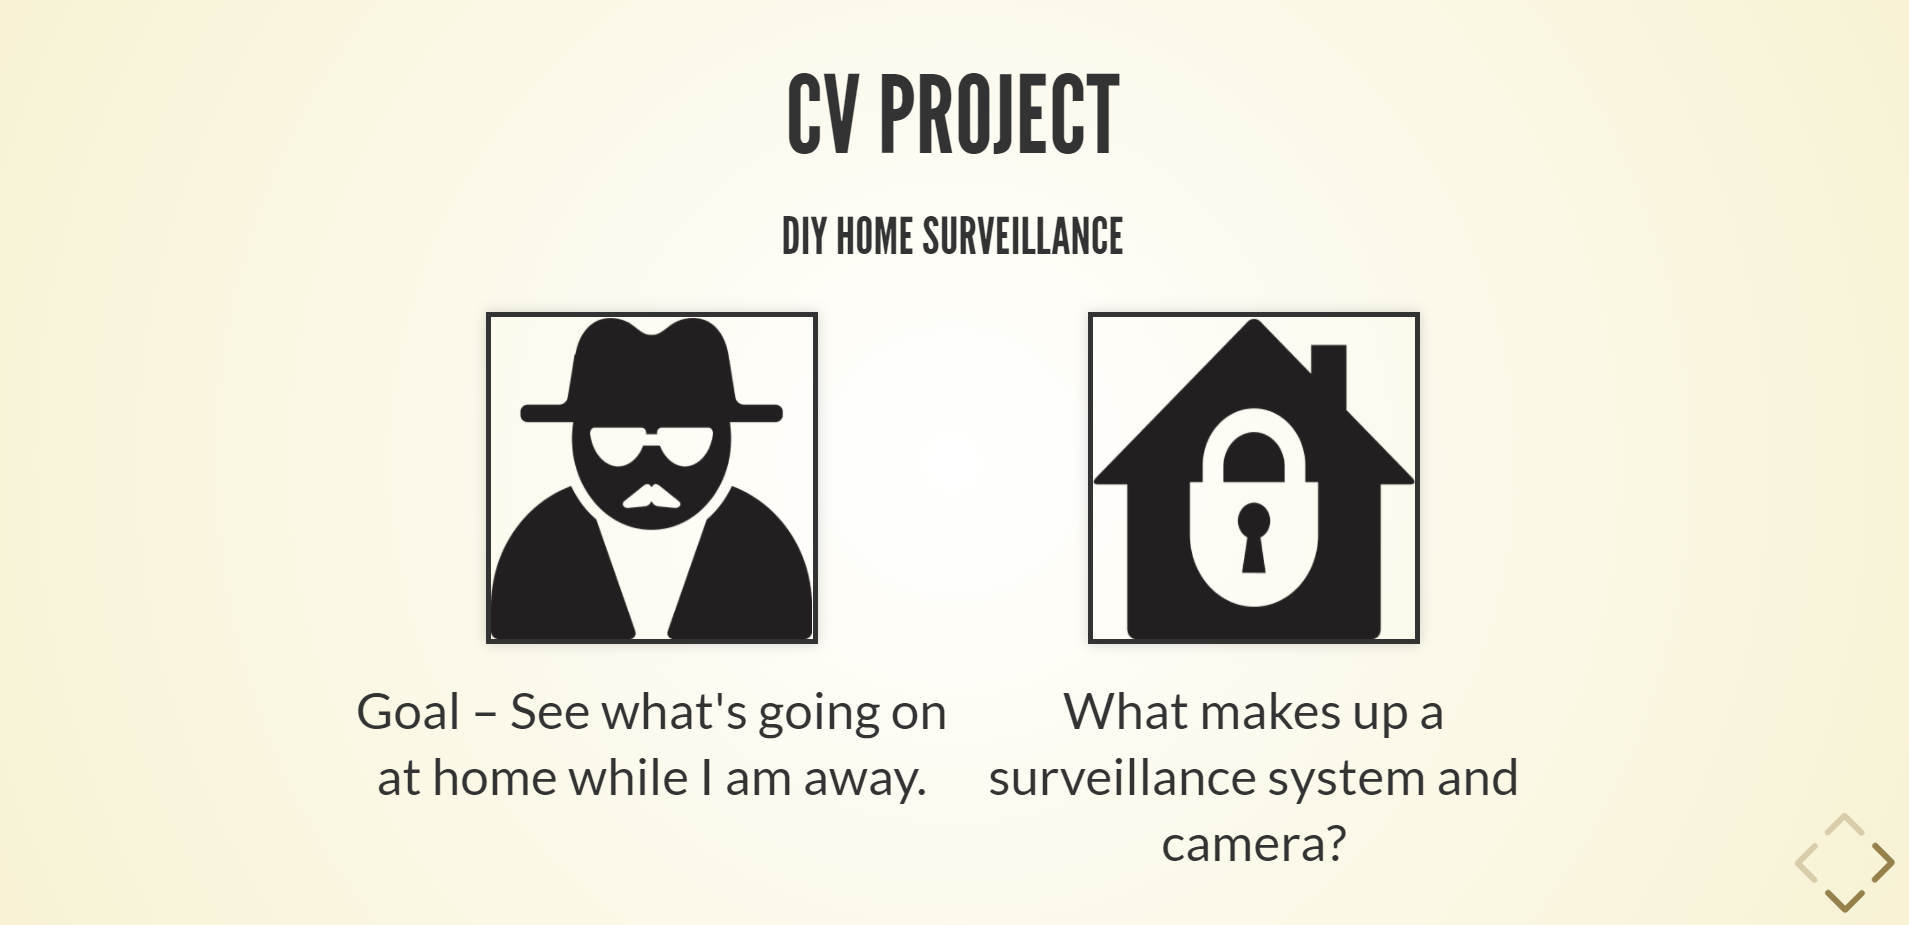 CV PROJECT
DIY HOME SURVEILLANCE
Goal – See what's going on
at home while I am away.
What makes up a
surveillance system and
camera?